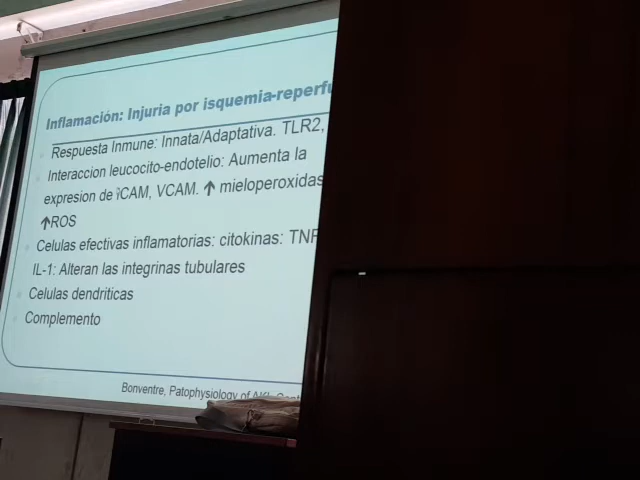 Inflamación: Injuria por isquemia-reperfu
Respuesta Inmune: Innata/Adaptativa. TLR2,
Interaccion leucocito-endotelio: Aumenta la
expresion de iCAM, VCAM. ↑ mieloperoxidas
↑ROS
Celulas efectivas inflamatorias: citokinas: TNF
IL-1: Alteran las integrinas tubulares
Celulas dendriticas
Complemento
Bonventre, Patophysiology of AKI.